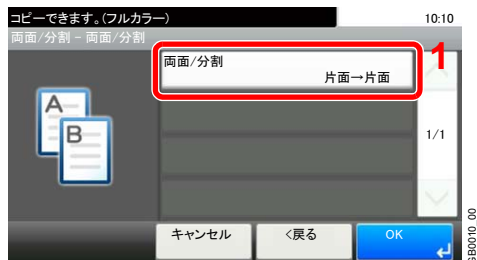 コピーできます。(フルカラー)
10:10
両面/分割 - 両面/分割
両面/分割
片面→片面
1
A
B
1/1
キャンセル
<戻る
OK
GB0010_00